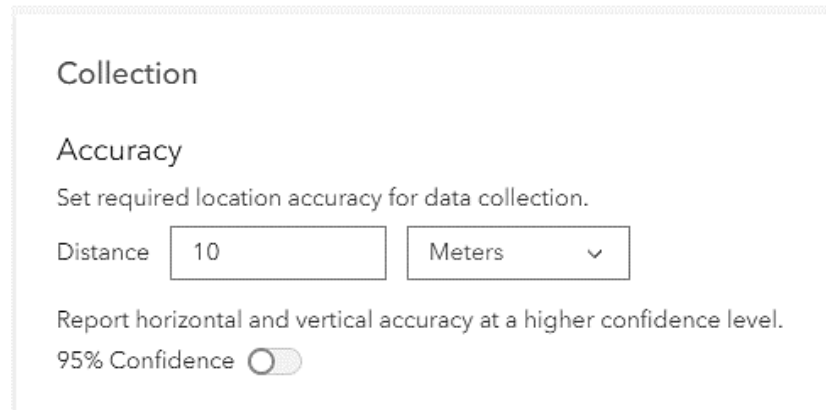 Collection
Accuracy
Set required location accuracy for data collection.
Distance 10 Meters
Report horizontal and vertical accuracy at a higher confidence level.
95% Confidence